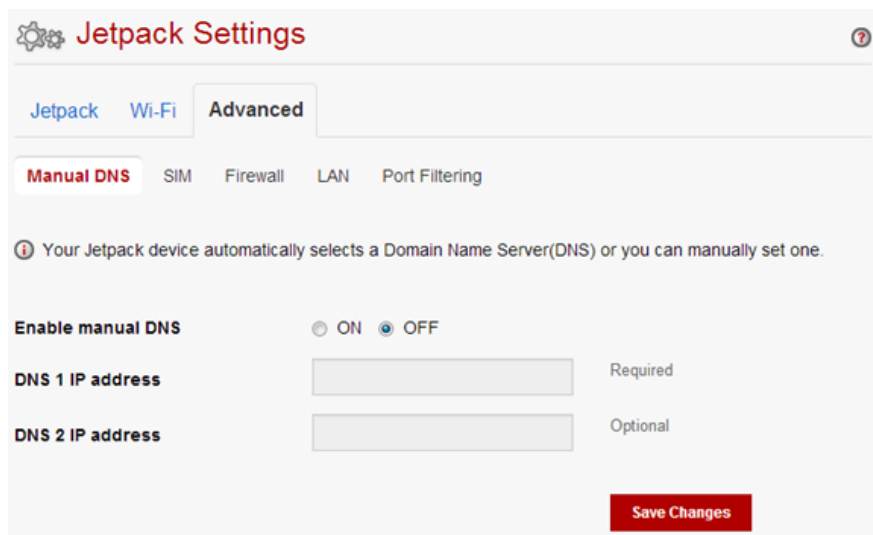 Jetpack Settings
?
Jetpack Wi-Fi Advanced
Manual DNS SIM Firewall LAN Port Filtering
i Your Jetpack device automatically selects a Domain Name Server(DNS) or you can manually set one.
Enable manual DNS ON OFF
DNS 1 IP address Required
DNS 2 IP address Optional
Save Changes